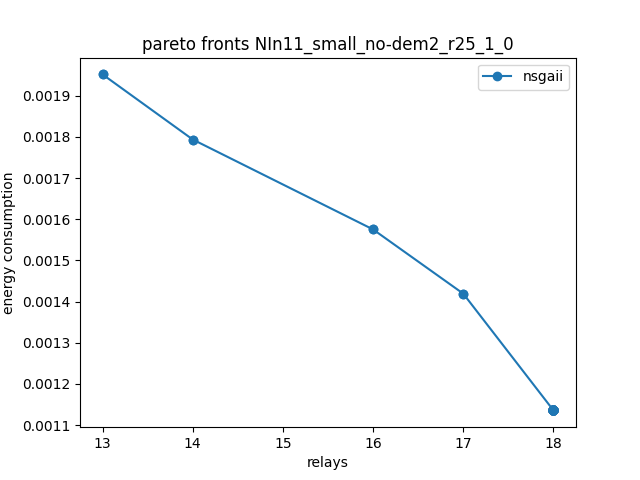 pareto fronts NIn11_small_no-dem2_r25_1_0
nsgaii
energy consumption
0.0019
0.0018
0.0017
0.0016
0.0015
0.0014
0.0013
0.0012
0.0011
13 14 15 16 17 18
relays